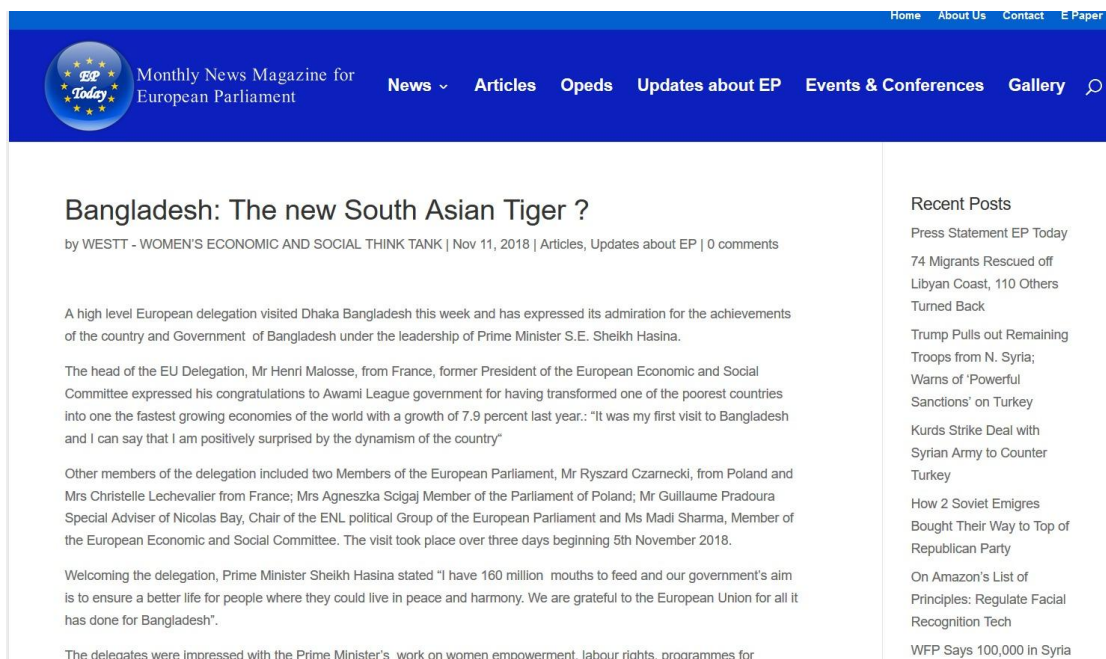 Home About Us Contact E Paper
EP
Today
Monthly News Magazine for
European Parliament
News Articles Opeds Updates about EP Events & Conferences Gallery
Bangladesh: The new South Asian Tiger ?
by WESTT - WOMEN'S ECONOMIC AND SOCIAL THINK TANK | Nov 11, 2018 | Articles, Updates about EP | 0 comments
A high level European delegation visited Dhaka Bangladesh this week and has expressed its admiration for the achievements
of the country and Government of Bangladesh under the leadership of Prime Minister S.E. Sheikh Hasina.
The head of the EU Delegation, Mr Henri Malosse, from France, former President of the European Economic and Social
Committee expressed his congratulations to Awami League government for having transformed one of the poorest countries
into one the fastest growing economies of the world with a growth of 7.9 percent last year.: “It was my first visit to Bangladesh
and I can say that I am positively surprised by the dynamism of the country“
Other members of the delegation included two Members of the European Parliament, Mr Ryszard Czarnecki, from Poland and
Mrs Christelle Lechevalier from France; Mrs Agneszka Scigaj Member of the Parliament of Poland; Mr Guillaume Pradoura
Special Adviser of Nicolas Bay, Chair of the ENL political Group of the European Parliament and Ms Madi Sharma, Member of
the European Economic and Social Committee. The visit took place over three days beginning 5th November 2018.
Welcoming the delegation, Prime Minister Sheikh Hasina stated “I have 160 million mouths to feed and our government's aim
is to ensure a better life for people where they could live in peace and harmony. We are grateful to the European Union for all it
has done for Bangladesh”.
The delegates were impressed with the Prime Minister's work on women empowerment, labour rights, programmes for
Recent Posts
Press Statement EP Today
74 Migrants Rescued off
Libyan Coast, 110 Others
Turned Back
Trump Pulls out Remaining
Troops from N. Syria;
Warns of ‘Powerful
Sanctions’ on Turkey
Kurds Strike Deal with
Syrian Army to Counter
Turkey
How 2 Soviet Emigres
Bought Their Way to Top of
Republican Party
On Amazon's List of
Principles: Regulate Facial
Recognition Tech
WFP Says 100,000 in Syria